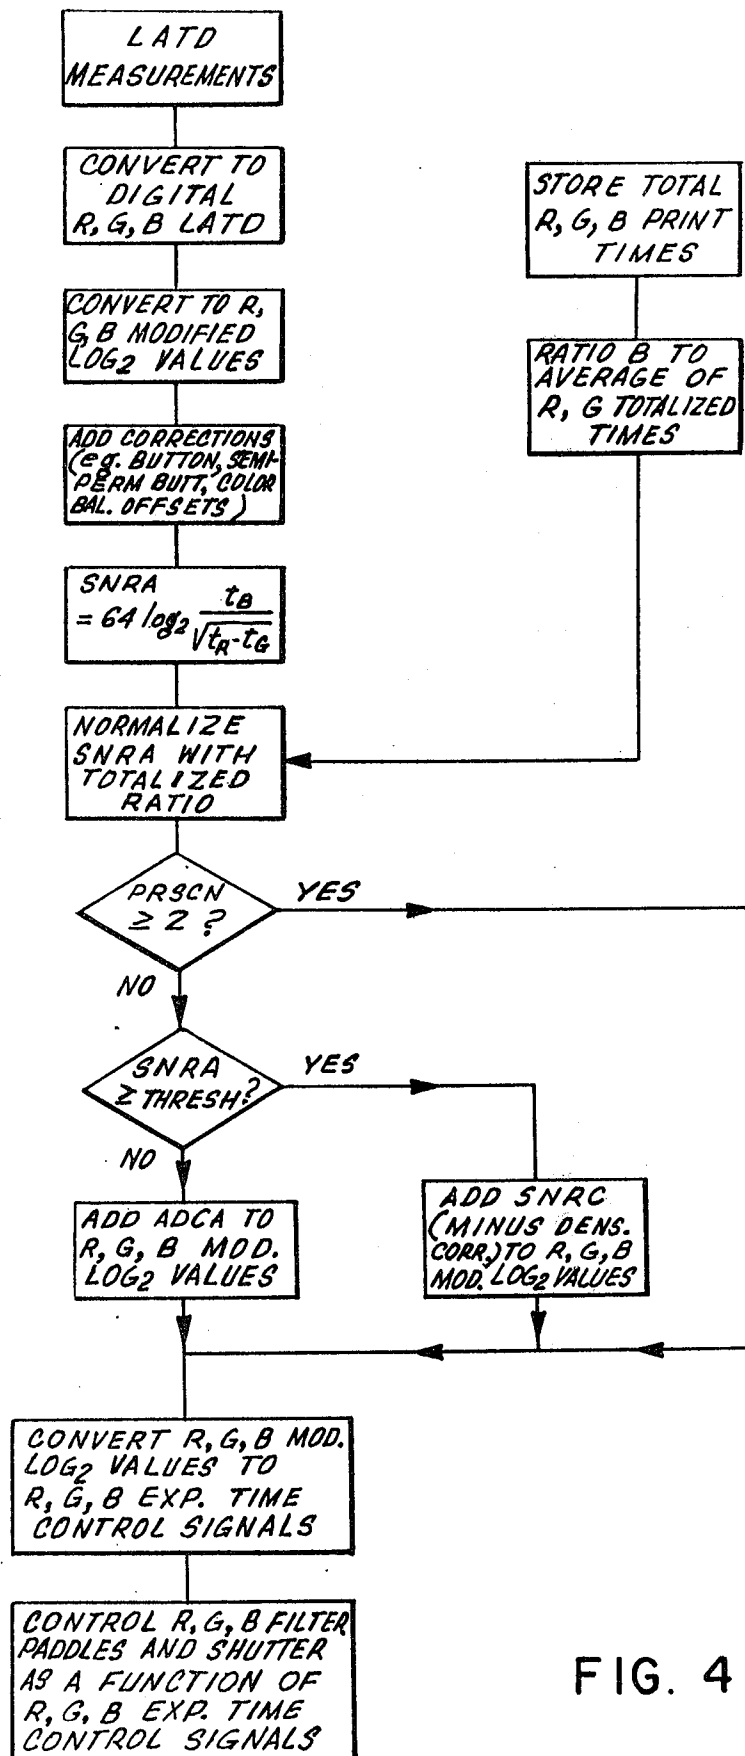 LATD
MEASUREMENTS
CONVERT TO
DIGITAL
R, G, B LATD
CONVERT TO R,
G, B MODIFIED
LOG2 VALUES
ADD CORRECTIONS
(eg. BUTTON, SEMI-
PERM BUTT, COLOR
BAL. OFFSETS)
SNRA
= 64 log2 tB / √tR·tG
NORMALIZE
SNRA WITH
TOTALIZED
RATIO
STORE TOTAL
R, G, B PRINT
TIMES
RATIO B TO
AVERAGE OF
R, G TOTALIZED
TIMES
PRSCN
≥ 2 ?
YES
NO
SNRA
≥ THRESH?
YES
NO
ADD ADCA TO
R, G, B MOD.
LOG2 VALUES
ADD SNRC
(MINUS DENS.
CORR.) TO R, G, B
MOD. LOG2 VALUES
CONVERT R, G, B MOD.
LOG2 VALUES TO
R, G, B EXP. TIME
CONTROL SIGNALS
CONTROL R, G, B FILTER
PADDLES AND SHUTTER
AS A FUNCTION OF
R, G, B EXP. TIME
CONTROL SIGNALS
FIG. 4